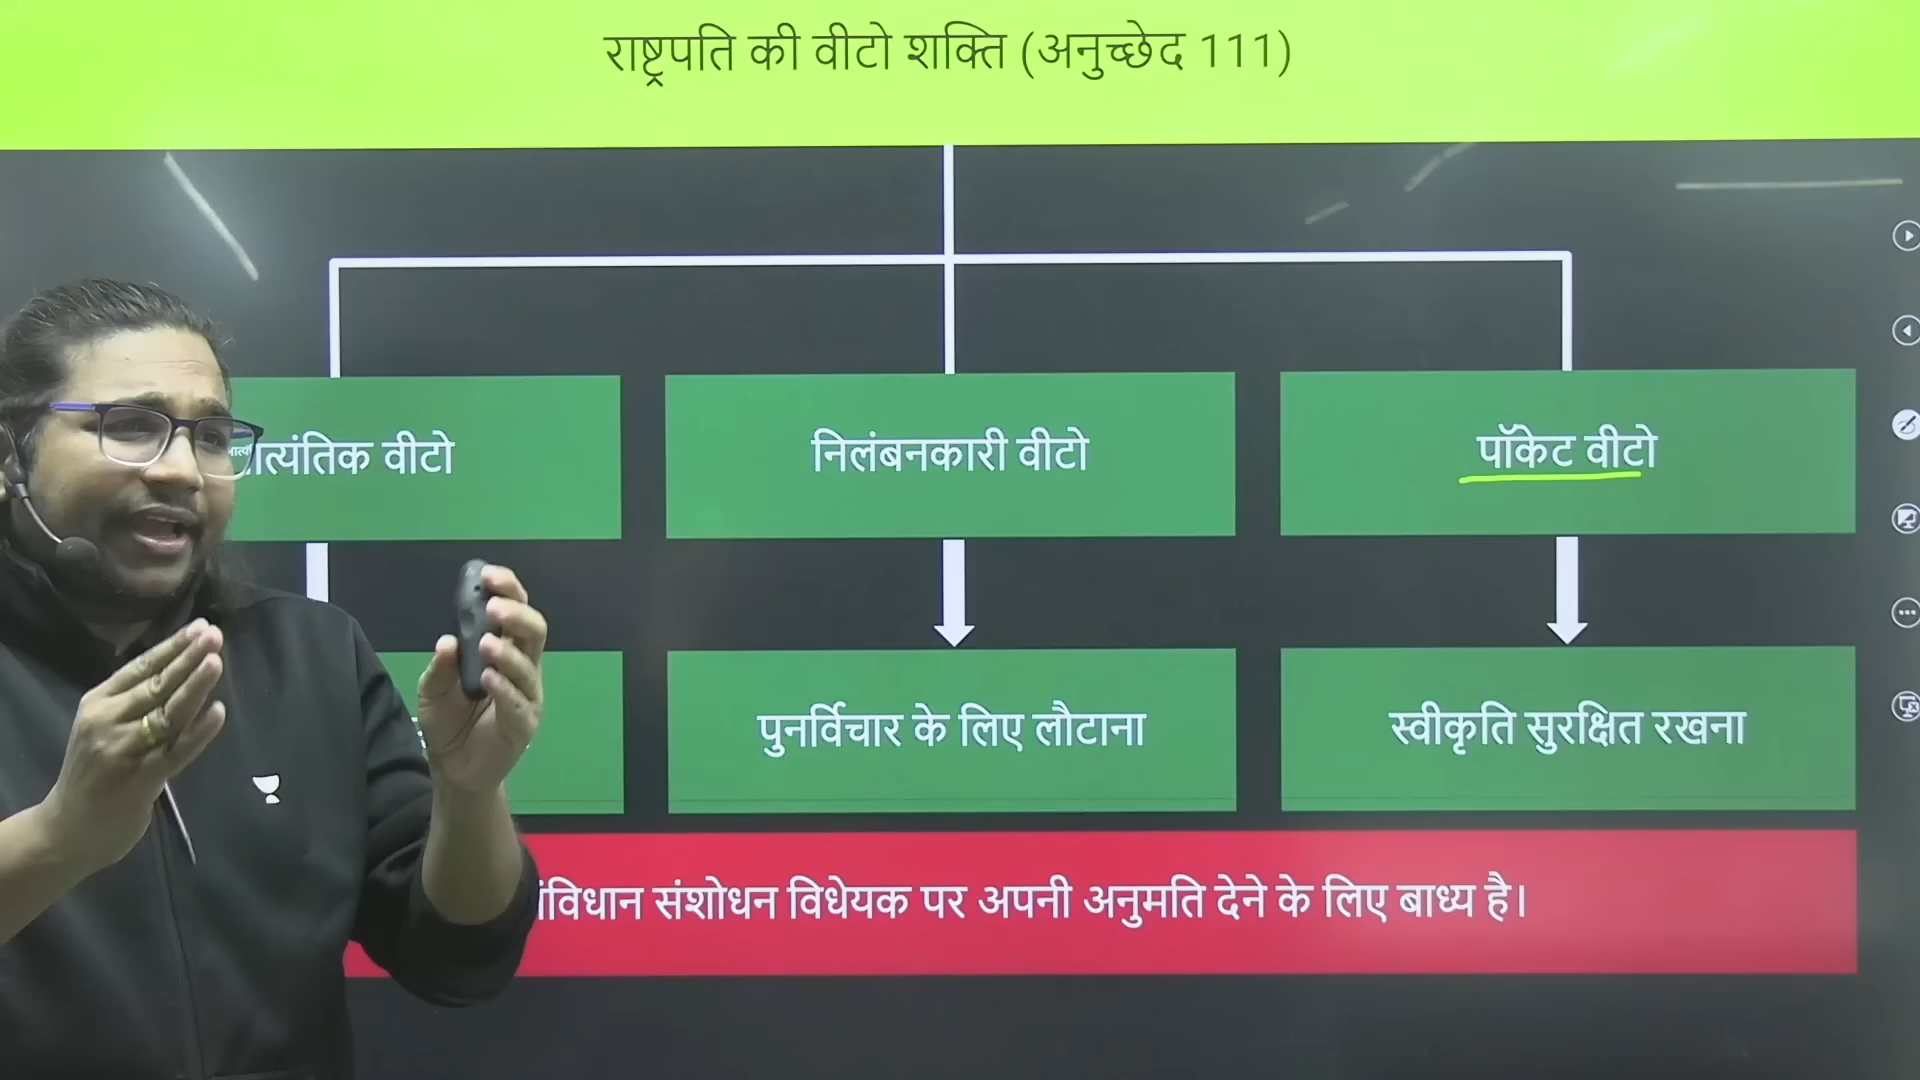 राष्ट्रपति की वीटो शक्ति (अनुच्छेद 111)
वीटो
निलंबनकारी वीटो
पॉकेट वीटो
पुनर्विचार के लिए लौटाना
स्वीकृति सुरक्षित रखना
संशोधन विधेयक पर अपनी अनुमति देने के लिए बाध्य है।